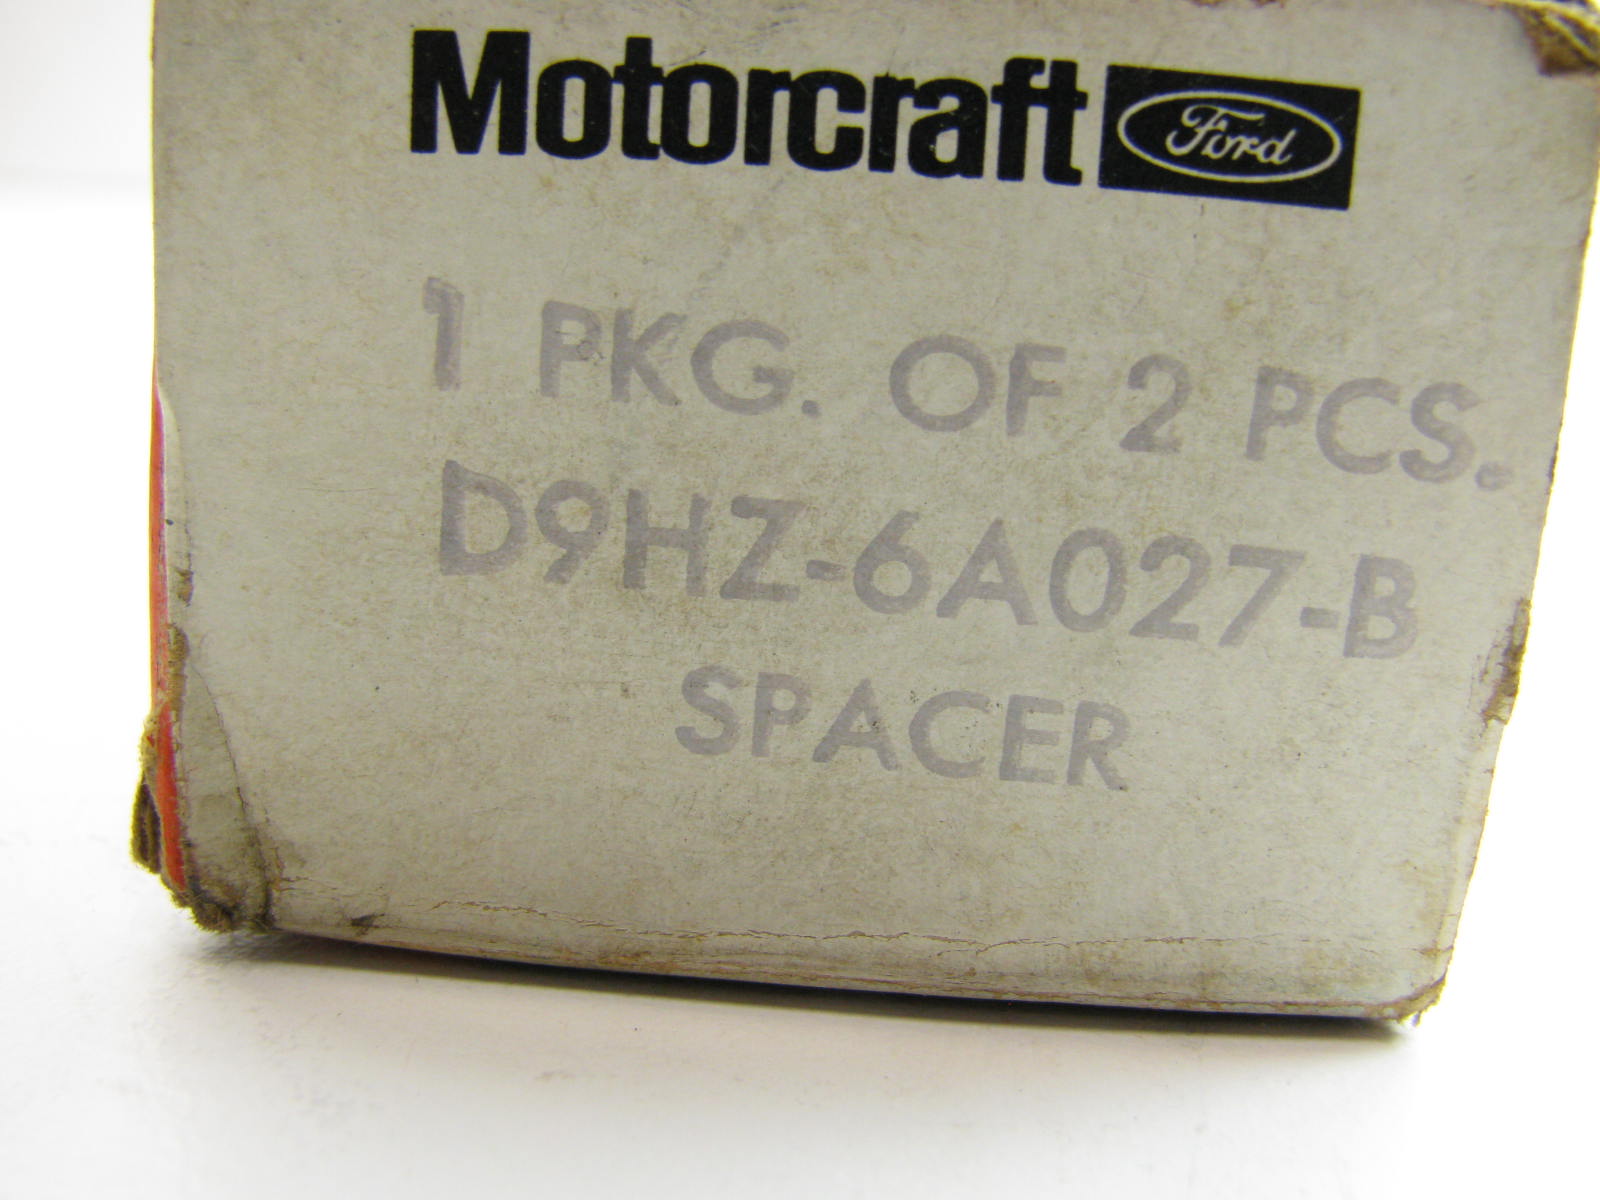 Motorcraft Ford
1 PKG. OF 2 PCS.
D9HZ-6A027-B
SPACER